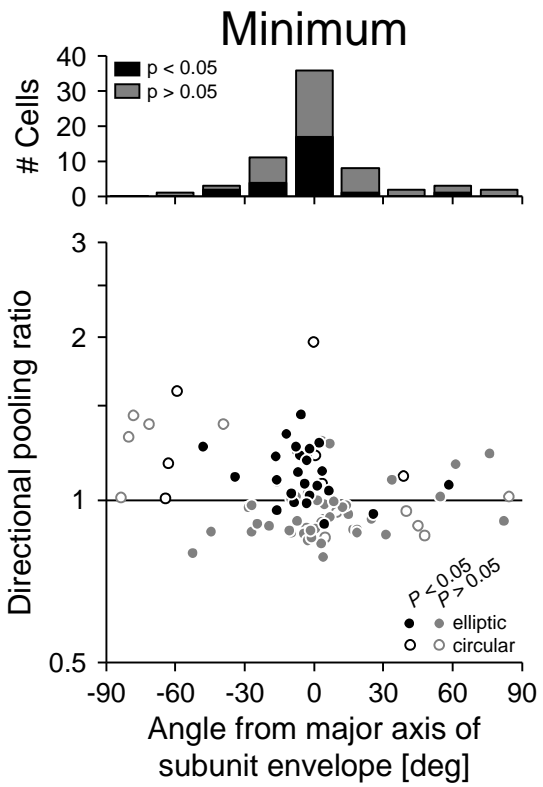 Minimum
# Cells
40
30
20
10
0
p < 0.05
p > 0.05
Directional pooling ratio
3
2
1
0.5
P < 0.05
P > 0.05
elliptic
circular
-90 -60 -30 0 30 60 90
Angle from major axis of
subunit envelope [deg]